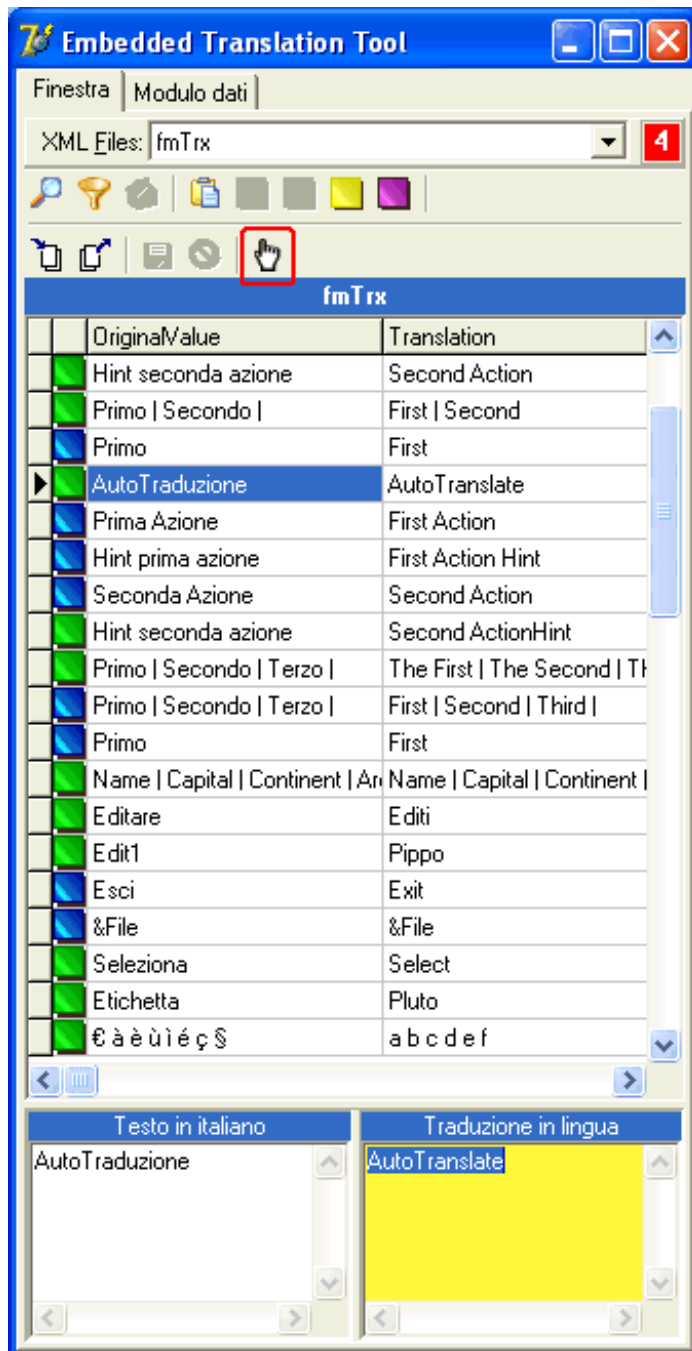 Embedded Translation Tool
Finestra Modulo dati
XML Files: fmTrx 4
fmTrx
OriginalValue Translation
Hint seconda azione Second Action
Primo | Secondo | First | Second
Primo First
AutoTraduzione AutoTranslate
Prima Azione First Action
Hint prima azione First Action Hint
Seconda Azione Second Action
Hint seconda azione Second ActionHint
Primo | Secondo | Terzo | The First | The Second | Th
Primo | Secondo | Terzo | First | Second | Third |
Primo First
Name | Capital | Continent | Are Name | Capital | Continent |
Editare Editi
Edit1 Pippo
Esci Exit
&File &File
Seleziona Select
Etichetta Pluto
€ à è ù ì é ç § a b c d e f
Testo in italiano Traduzione in lingua
AutoTraduzione AutoTranslate